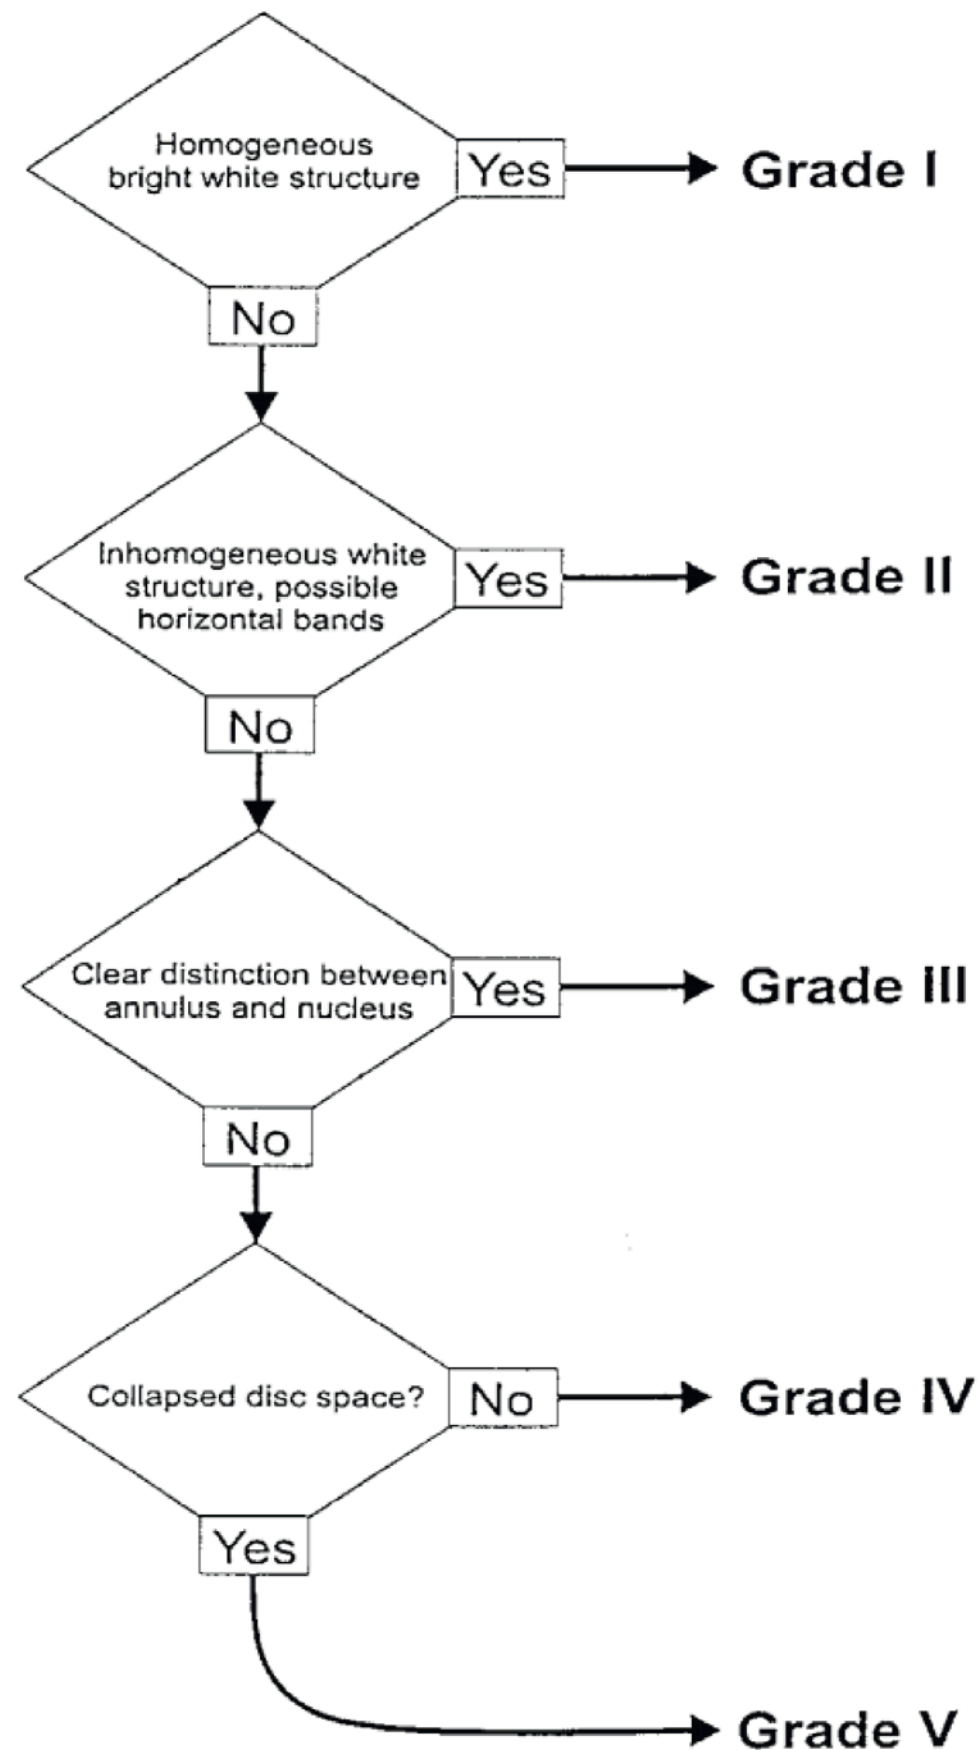 Homogeneous
bright white structure
Yes
Grade I
No
Inhomogeneous white
structure, possible
horizontal bands
Yes
Grade II
No
Clear distinction between
annulus and nucleus
Yes
Grade III
No
Collapsed disc space?
No
Grade IV
Yes
Grade V